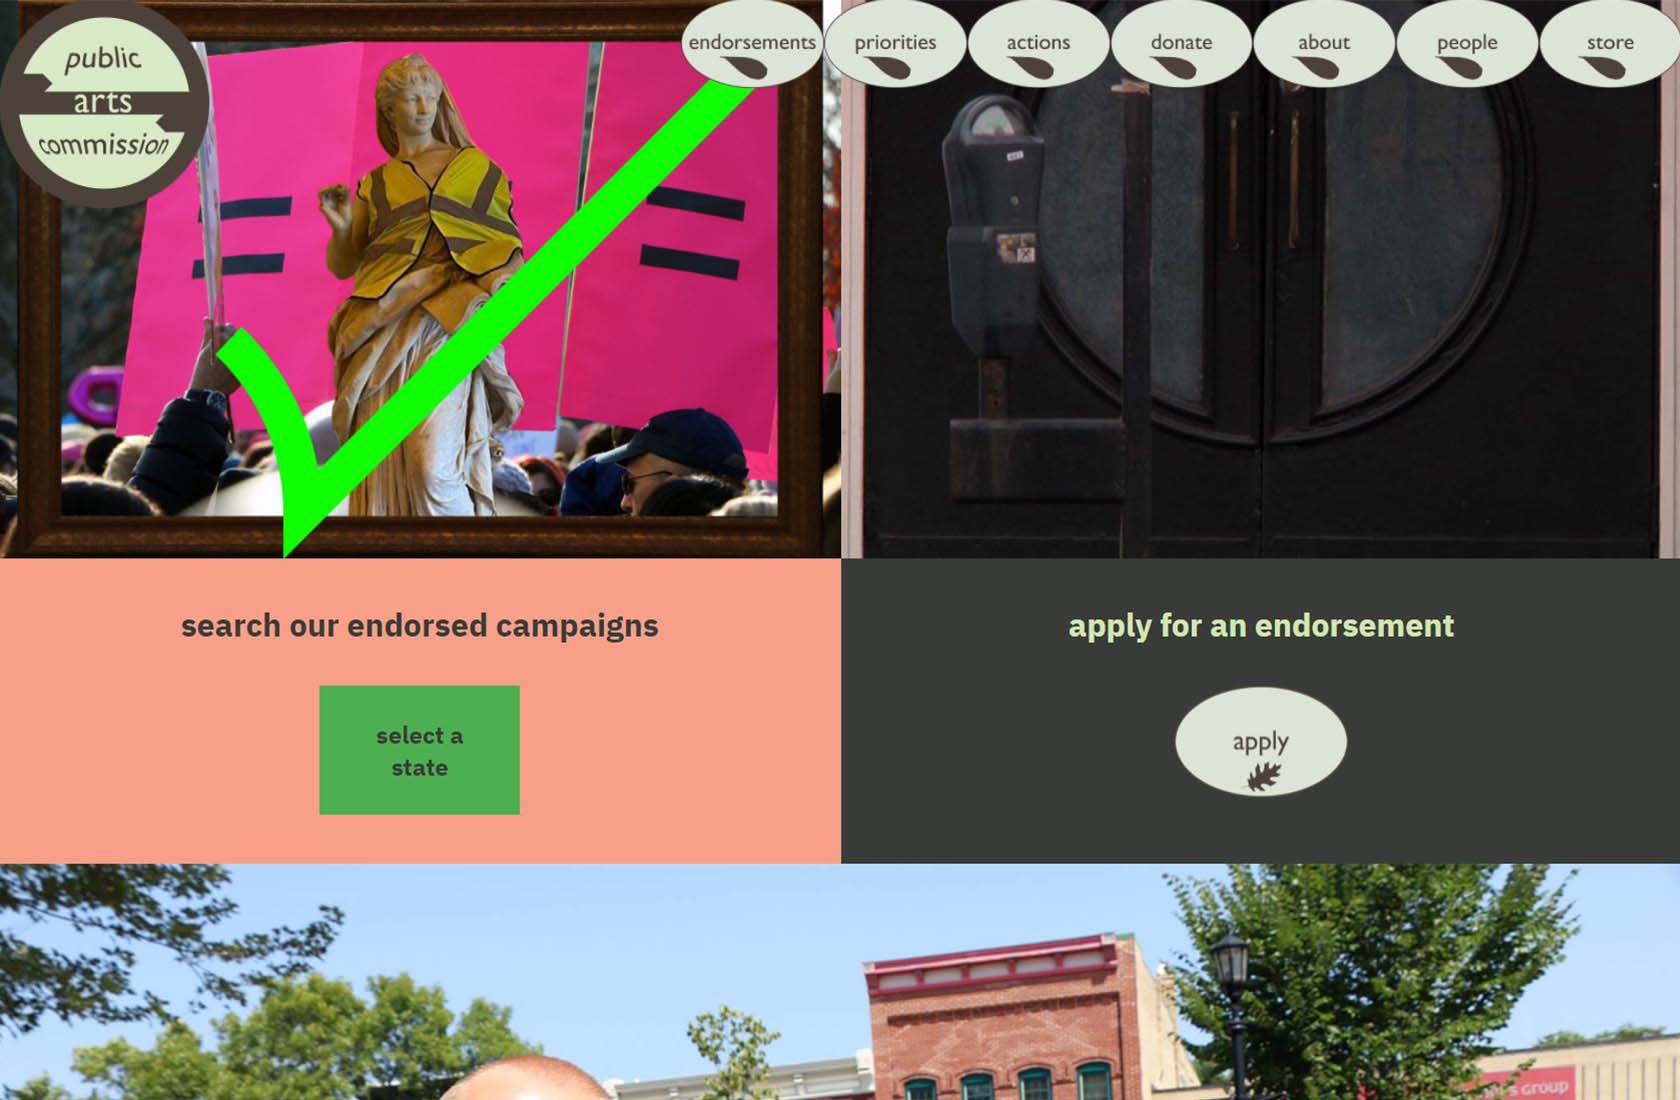 public
arts
commission
endorsements
priorities
actions
donate
about
people
store
search our endorsed campaigns
select a
state
apply for an endorsement
apply
GROUP